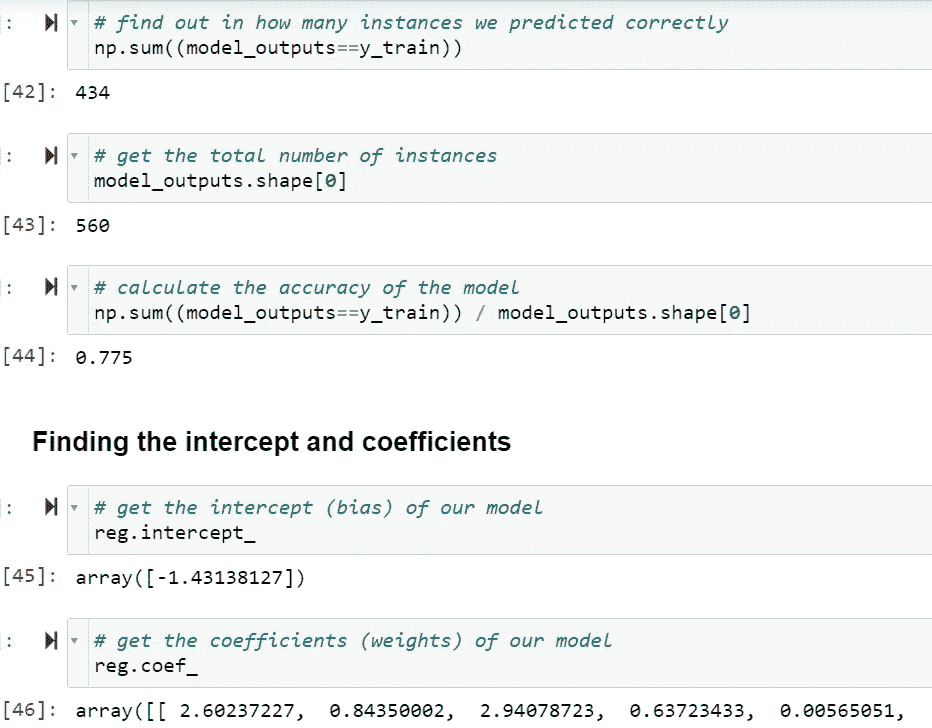 ]: # find out in how many instances we predicted correctly
np.sum((model_outputs==y_train))
[42]: 434
]: # get the total number of instances
model_outputs.shape[0]
[43]: 560
]: # calculate the accuracy of the model
np.sum((model_outputs==y_train)) / model_outputs.shape[0]
[44]: 0.775
Finding the intercept and coefficients
]: # get the intercept (bias) of our model
reg.intercept_
[45]: array([-1.43138127])
]: # get the coefficients (weights) of our model
reg.coef_
[46]: array([[ 2.60237227, 0.84350002, 2.94078723, 0.63723433, 0.00565051,